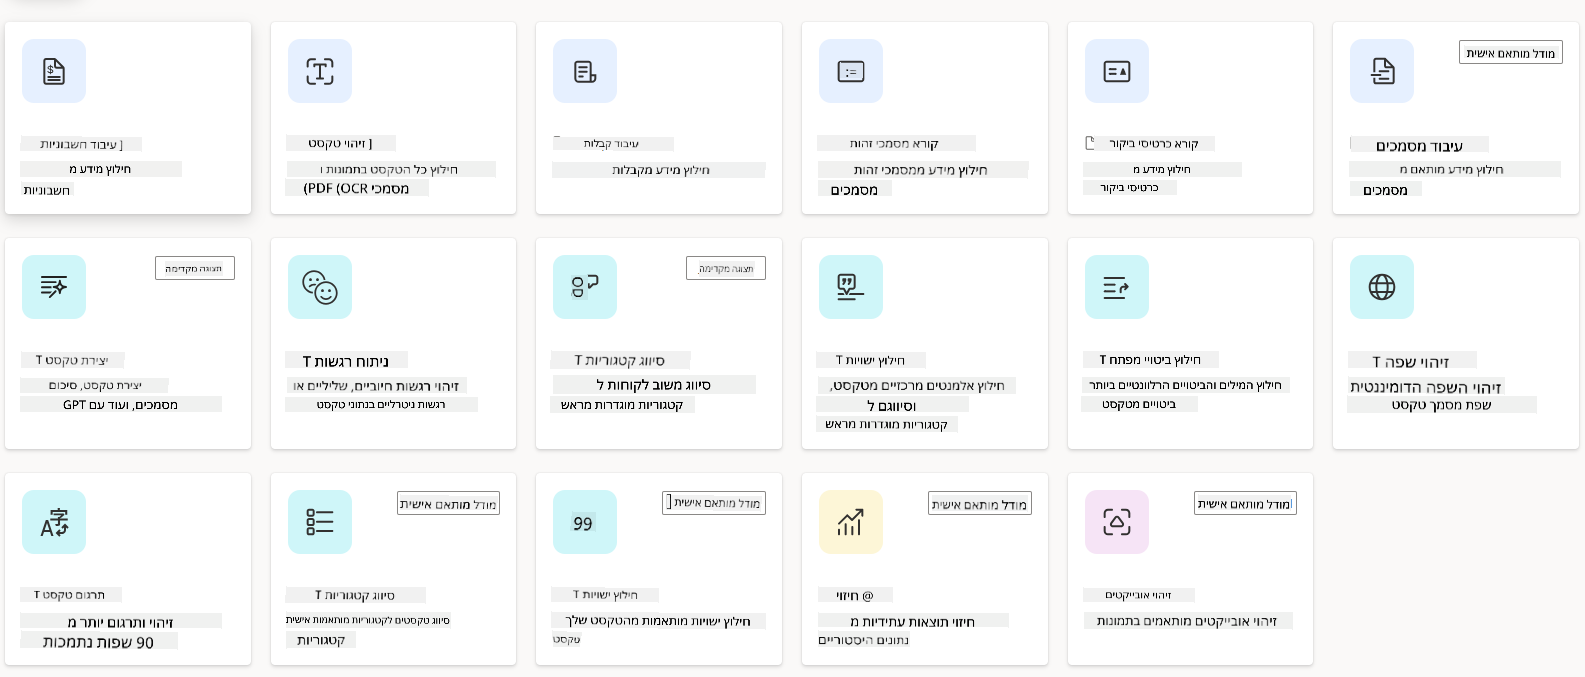 עיבוד חשבוניות [
חילוץ מידע מ
חשבוניות
זיהוי טקסט [
חילוץ כל הטקסט בתמונות ו
מסמכי PDF (OCR)
עיבוד קבלות
חילוץ מידע מקבלות
קורא מסמכי זהות
חילוץ מידע ממסמכי זהות
מסמכים
קורא כרטיסי ביקור
חילוץ מידע מ
כרטיסי ביקור
מודל מותאם אישית
עיבוד מסמכים
חילוץ מידע מותאם מ
מסמכים
תצוגה מקדימה
יצירת טקסט T
יצירת טקסט, סיכום
מסמכים, ועוד עם GPT
ניתוח רגשות T
זיהוי רגשות חיוביים, שליליים או
רגשות ניטרליים בנתוני טקסט
תצוגה מקדימה
סיווג קטגוריות T
סיווג משוב לקוחות ל
קטגוריות מוגדרות מראש
חילוץ ישויות T
חילוץ אלמנטים מרכזיים מטקסט,
וסיווגם ל
קטגוריות מוגדרות מראש
חילוץ ביטויי מפתח T
חילוץ המילים והביטויים הרלוונטיים ביותר
ביטויים מטקסט
זיהוי שפה T
זיהוי השפה הדומיננטית
שפת מסמך טקסט
תרגום טקסט T
זיהוי ותרגום יותר מ
90 שפות נתמכות
מודל מותאם אישית
סיווג קטגוריות T
סיווג טקסטים לקטגוריות מותאמות אישית
קטגוריות
מודל מותאם אישית [
חילוץ ישויות T
חילוץ ישויות מותאמות מהטקסט שלך
טקסט
מודל מותאם אישית
@ חיזוי
חיזוי תוצאות עתידיות מ
נתונים היסטוריים
מודל מותאם אישית
זיהוי אובייקטים
זיהוי אובייקטים מותאמים בתמונות